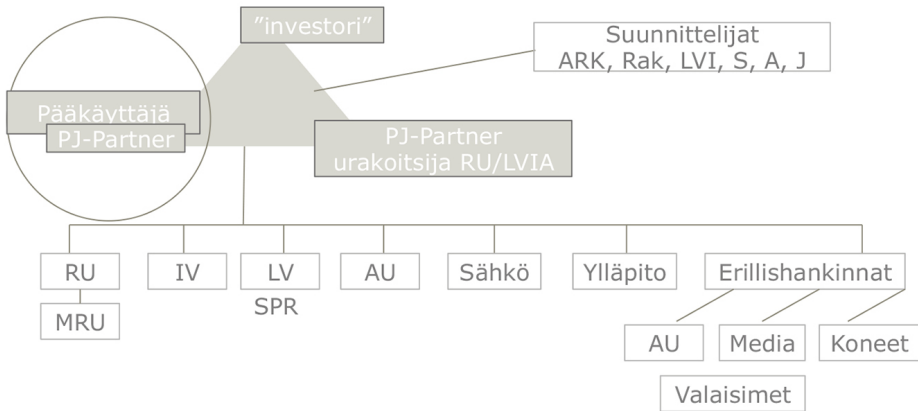 ”investori”
Suunnittelijat
ARK, Rak, LVI, S, A, J
Pääkäyttäjä
PJ-Partner
PJ-Partner
urakoitsija RU/LVIA
RU
IV
LV
AU
Sähkö
Ylläpito
Erillishankinnat
SPR
MRU
AU
Media
Koneet
Valaisimet